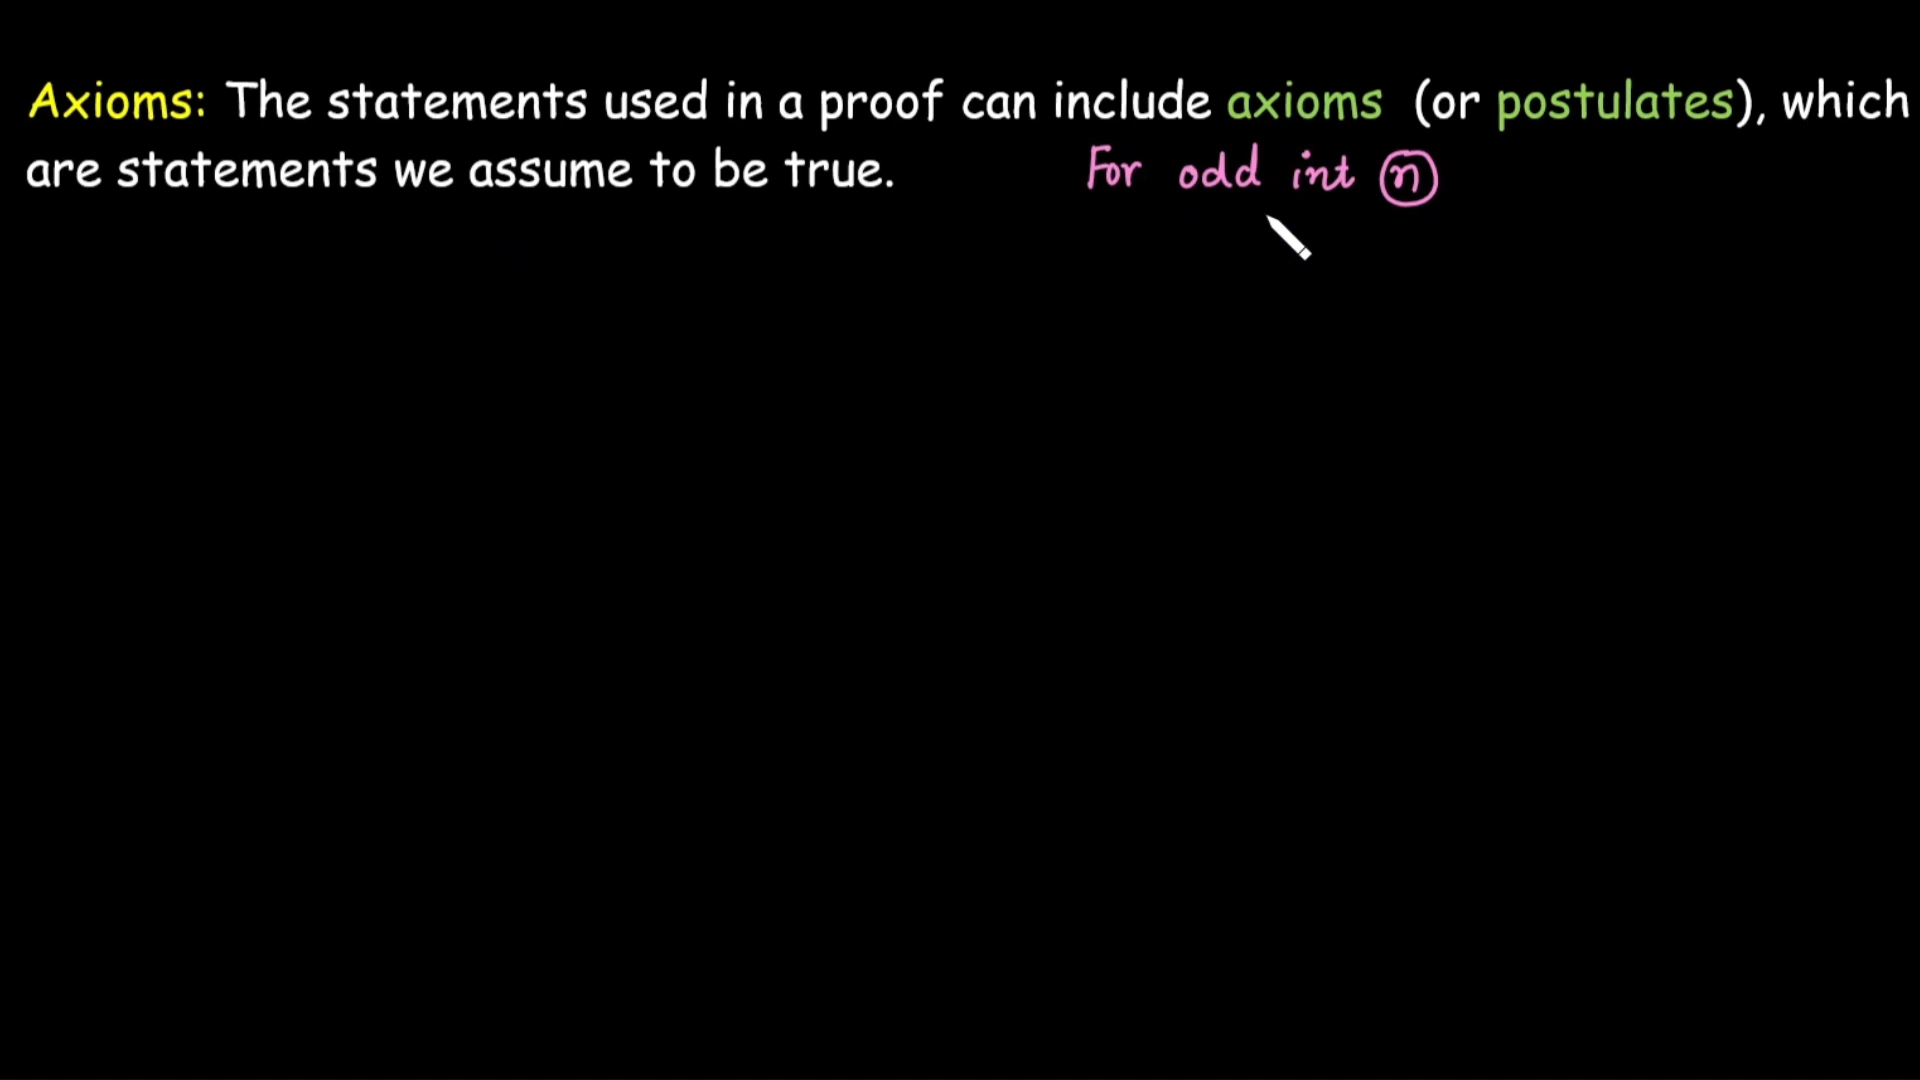 Axioms: The statements used in a proof can include axioms (or postulates), which
are statements we assume to be true. For odd int n